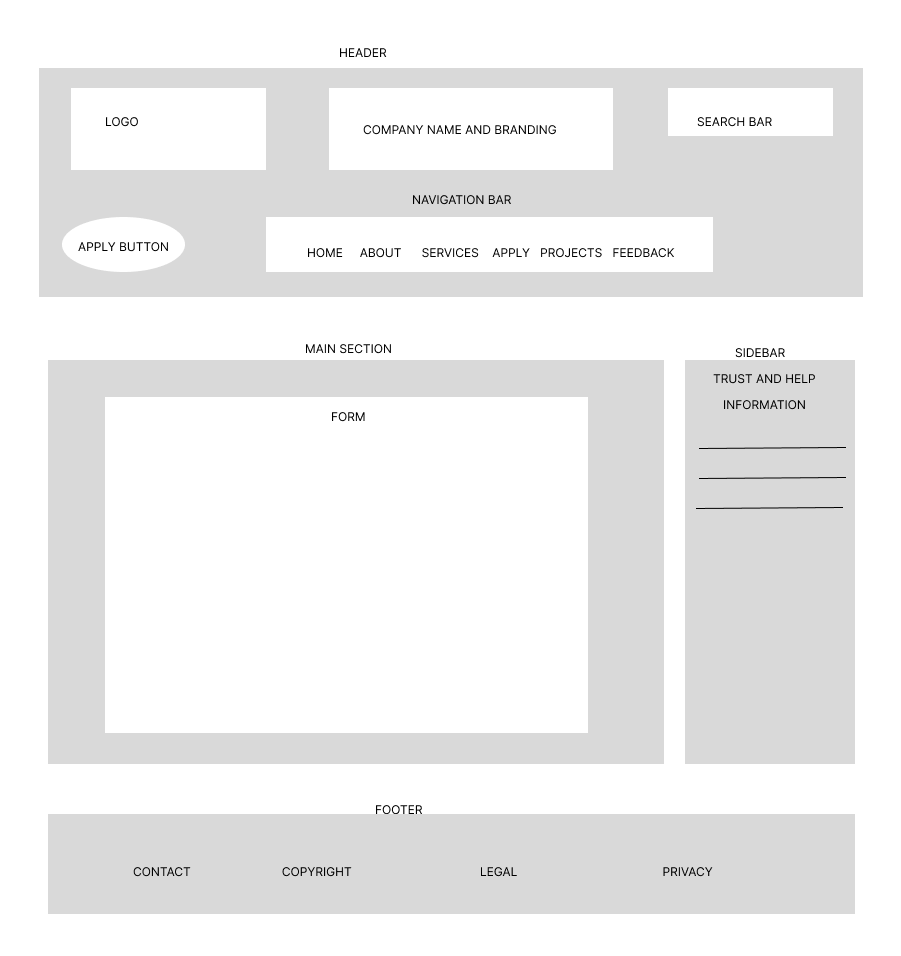 HEADER
LOGO
COMPANY NAME AND BRANDING
SEARCH BAR
NAVIGATION BAR
APPLY BUTTON
HOME ABOUT SERVICES APPLY PROJECTS FEEDBACK
MAIN SECTION
FORM
SIDEBAR
TRUST AND HELP
INFORMATION
FOOTER
CONTACT COPYRIGHT LEGAL PRIVACY